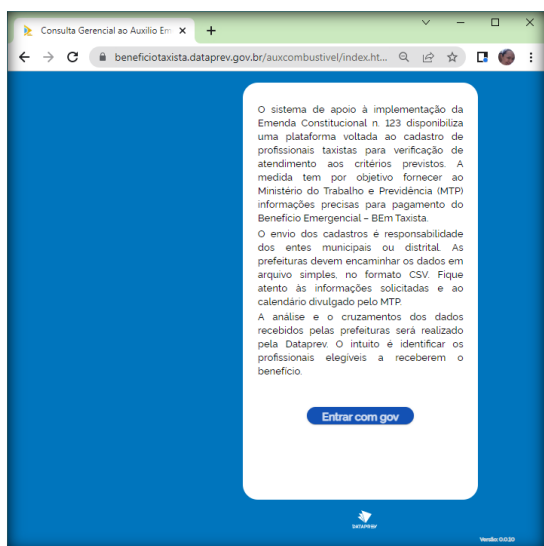 Consulta Gerencial ao Auxílio Em
beneficiotaxista.dataprev.gov.br/auxcombustivel/index.ht...
O sistema de apoio à implementação da
Emenda Constitucional n. 123 disponibiliza
uma plataforma voltada ao cadastro de
profissionais taxistas para verificação de
atendimento aos critérios previstos. A
medida tem por objetivo fornecer ao
Ministério do Trabalho e Previdência (MTP)
informações precisas para pagamento do
Benefício Emergencial – BEm Taxista.
O envio dos cadastros é responsabilidade
dos entes municipais ou distrital. As
prefeituras devem encaminhar os dados em
arquivo simples, no formato CSV. Fique
atento às informações solicitadas e ao
calendário divulgado pelo MTP.
A análise e o cruzamentos dos dados
recebidos pelas prefeituras será realizado
pela Dataprev. O intuito é identificar os
profissionais elegíveis a receberem o
benefício.
Entrar com gov
DATAPREV
Versão: 0.0.10